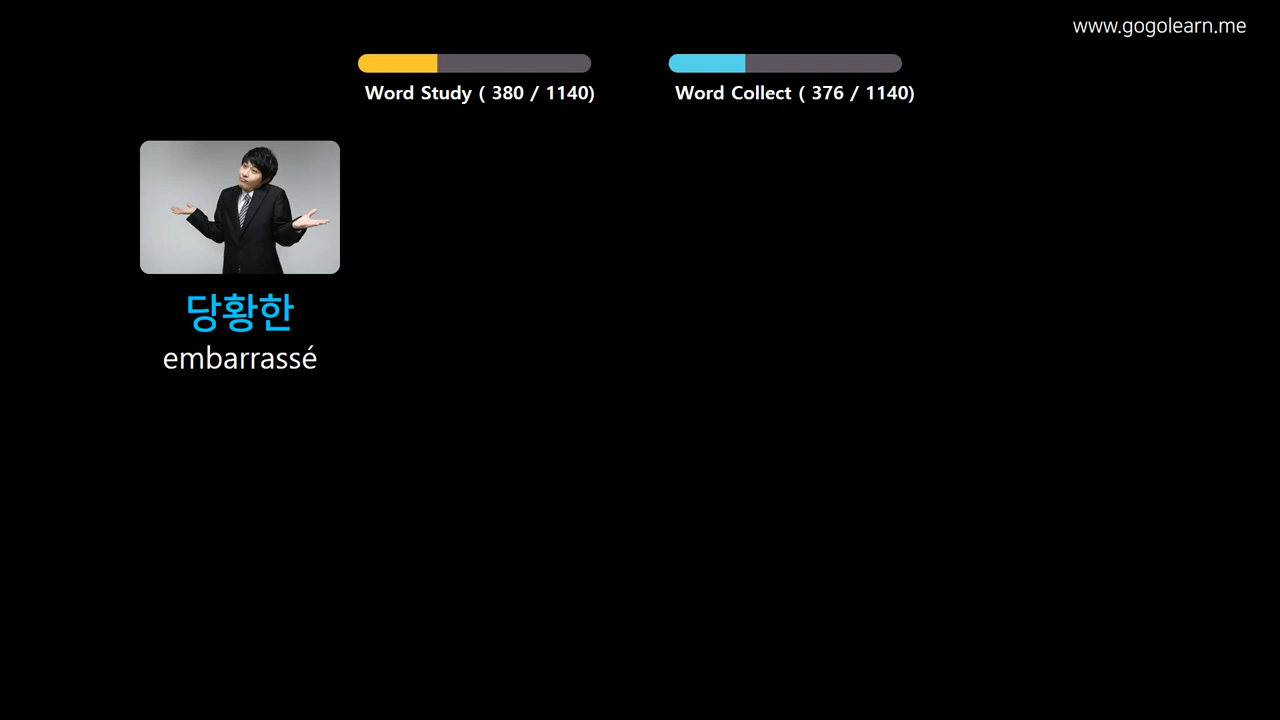 www.gogolearn.me
Word Study ( 380 / 1140)
Word Collect ( 376 / 1140)
당황한
embarrassé